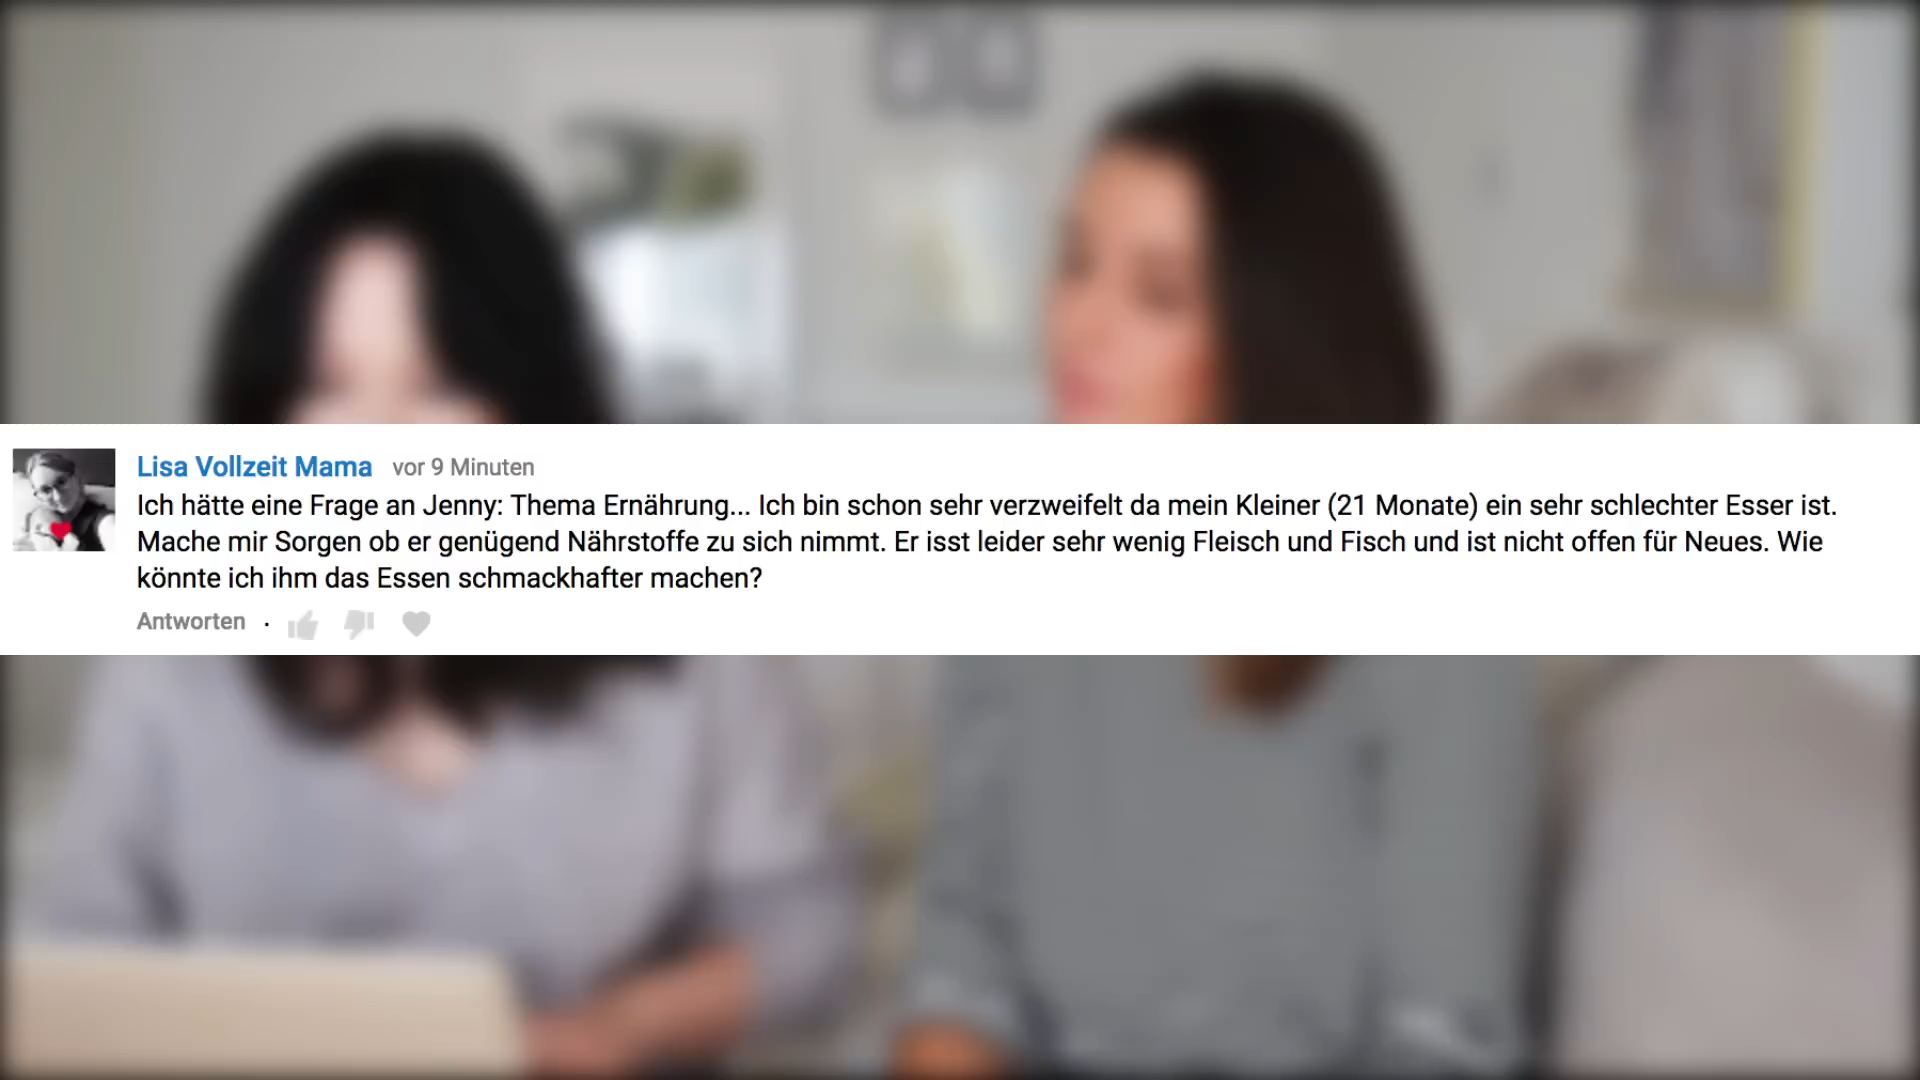 Lisa Vollzeit Mama vor 9 Minuten
Ich hätte eine Frage an Jenny: Thema Ernährung... Ich bin schon sehr verzweifelt da mein Kleiner (21 Monate) ein sehr schlechter Esser ist.
Mache mir Sorgen ob er genügend Nährstoffe zu sich nimmt. Er isst leider sehr wenig Fleisch und Fisch und ist nicht offen für Neues. Wie
könnte ich ihm das Essen schmackhafter machen?
Antworten ·